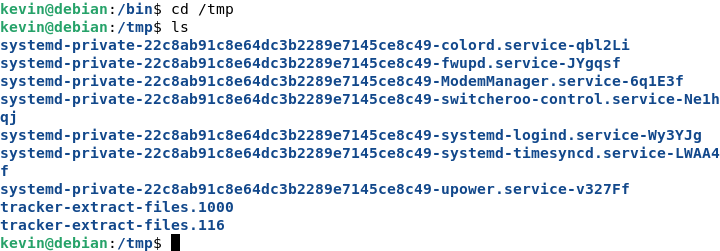 kevin@debian:/bin$ cd /tmp
kevin@debian:/tmp$ ls
systemd-private-22c8ab91c8e64dc3b2289e7145ce8c49-colord.service-qbl2Li
systemd-private-22c8ab91c8e64dc3b2289e7145ce8c49-fwupd.service-JYgqsf
systemd-private-22c8ab91c8e64dc3b2289e7145ce8c49-ModemManager.service-6q1E3f
systemd-private-22c8ab91c8e64dc3b2289e7145ce8c49-switcheroo-control.service-Ne1h
qj
systemd-private-22c8ab91c8e64dc3b2289e7145ce8c49-systemd-logind.service-Wy3YJg
systemd-private-22c8ab91c8e64dc3b2289e7145ce8c49-systemd-timesyncd.service-LWAA4
f
systemd-private-22c8ab91c8e64dc3b2289e7145ce8c49-upower.service-v327Ff
tracker-extract-files.1000
tracker-extract-files.116
kevin@debian:/tmp$